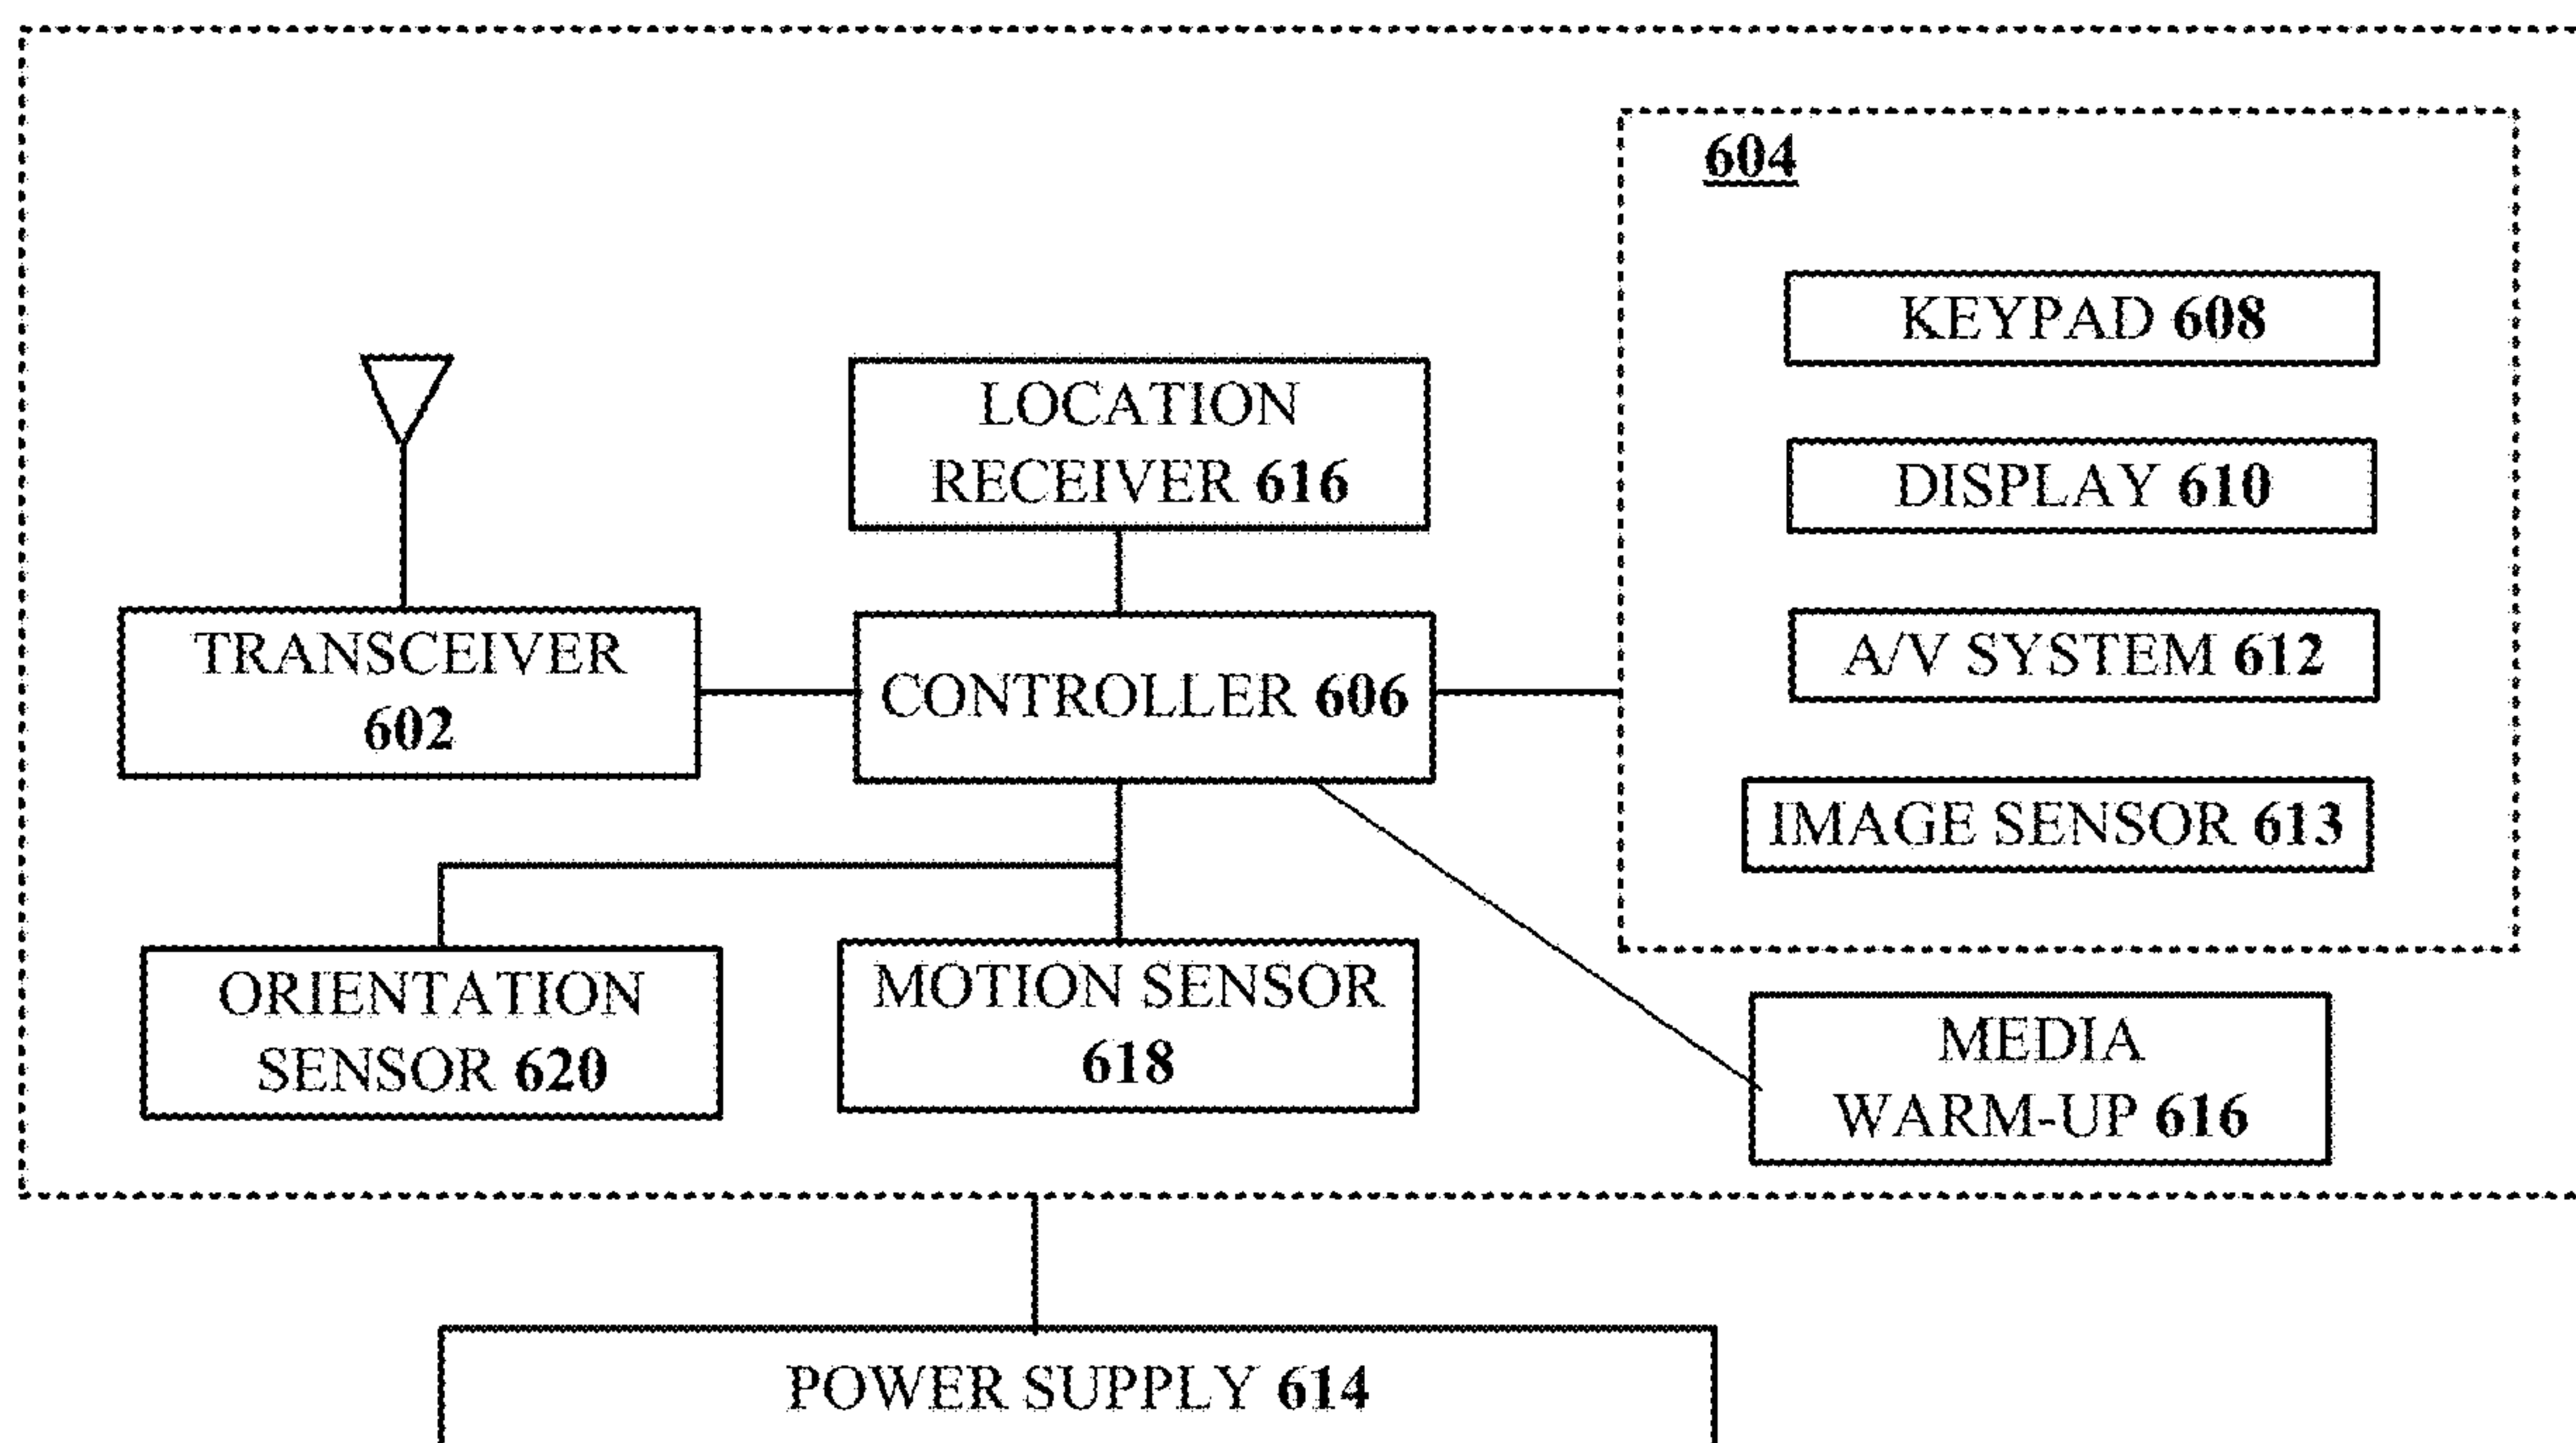 604
KEYPAD 608
LOCATION
RECEIVER 616
DISPLAY 610
TRANSCEIVER
602
CONTROLLER 606
A/V SYSTEM 612
IMAGE SENSOR 613
ORIENTATION
SENSOR 620
MOTION SENSOR
618
MEDIA
WARM-UP 616
POWER SUPPLY 614